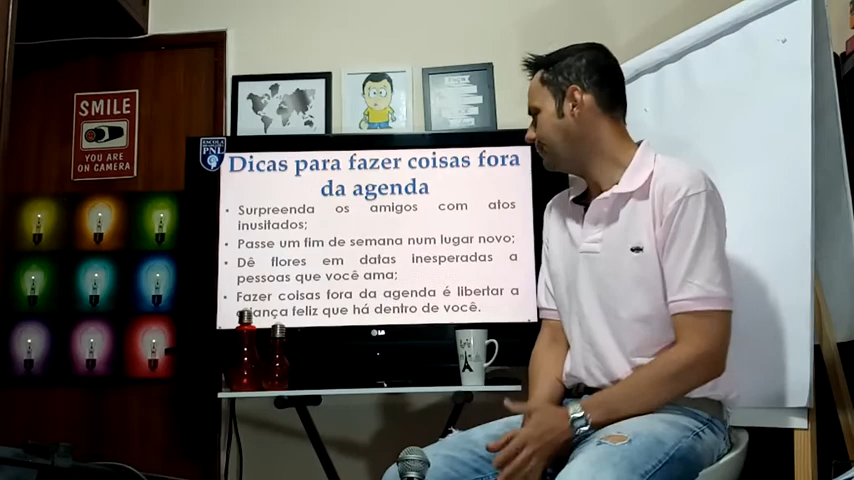 SMILE
YOU ARE
ON CAMERA
ESCOLA
PNL
Dicas para fazer coisas fora
da agenda
• Surpreenda os amigos com atos
inusitados;
• Passe um fim de semana num lugar novo;
• Dê flores em datas inesperadas a
pessoas que você ama;
• Fazer coisas fora da agenda é libertar a
criança feliz que há dentro de você.
LG